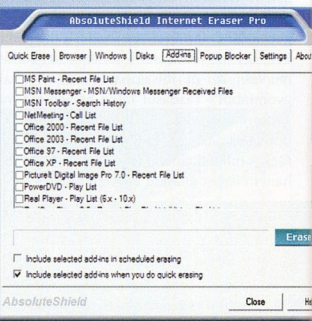 AbsoluteShield Internet Eraser Pro
Quick Erase Browser Windows Disks Add-ins Popup Blocker Settings Abou
MS Paint - Recent File List
MSN Messenger - MSN/Windows Messenger Received Files
MSN Toolbar - Search History
NetMeeting - Call List
Office 2000 - Recent File List
Office 2003 - Recent File List
Office 97 - Recent File List
Office XP - Recent File List
PictureIt Digital Image Pro 7.0 - Recent File List
PowerDVD - Play List
Real Player - Play List (6.x - 10.x)
Erase
Include selected add-ins in scheduled erasing
Include selected add-ins when you do quick erasing
AbsoluteShield
Close
He